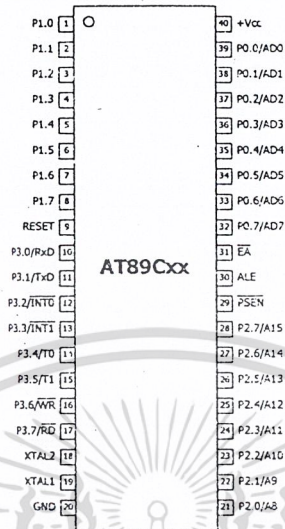 P1.0 1 40 +Vcc
P1.1 2 39 P0.0/AD0
P1.2 3 38 P0.1/AD1
P1.3 4 37 P0.2/AD2
P1.4 5 36 P0.3/AD3
P1.5 6 35 P0.4/AD4
P1.6 7 34 P0.5/AD5
P1.7 8 33 P0.6/AD6
RESET 9 32 P0.7/AD7
P3.0/RxD 10 31 EA
P3.1/TxD 11 30 ALE
AT89Cxx
P3.2/INT0 12 29 PSEN
P3.3/INT1 13 28 P2.7/A15
P3.4/T0 14 27 P2.6/A14
P3.5/T1 15 26 P2.5/A13
P3.6/WR 16 25 P2.4/A12
P3.7/RD 17 24 P2.3/A11
XTAL2 18 23 P2.2/A10
XTAL1 19 22 P2.1/A9
GND 20 21 P2.0/A8